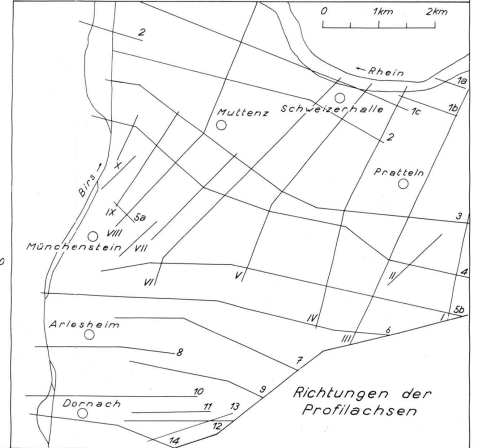 0 1km 2km
2
Rhein
1a
Schweizerhalle
1c
1b
Muttenz
2
Pratteln
X
Birs
IX
5a
3
VIII
Münchenstein
VII
II
4
VI
V
IV
III
I
5b
6
Arlesheim
8
7
10
9
Richtungen der
Profilachsen
Dornach
11
13
12
14